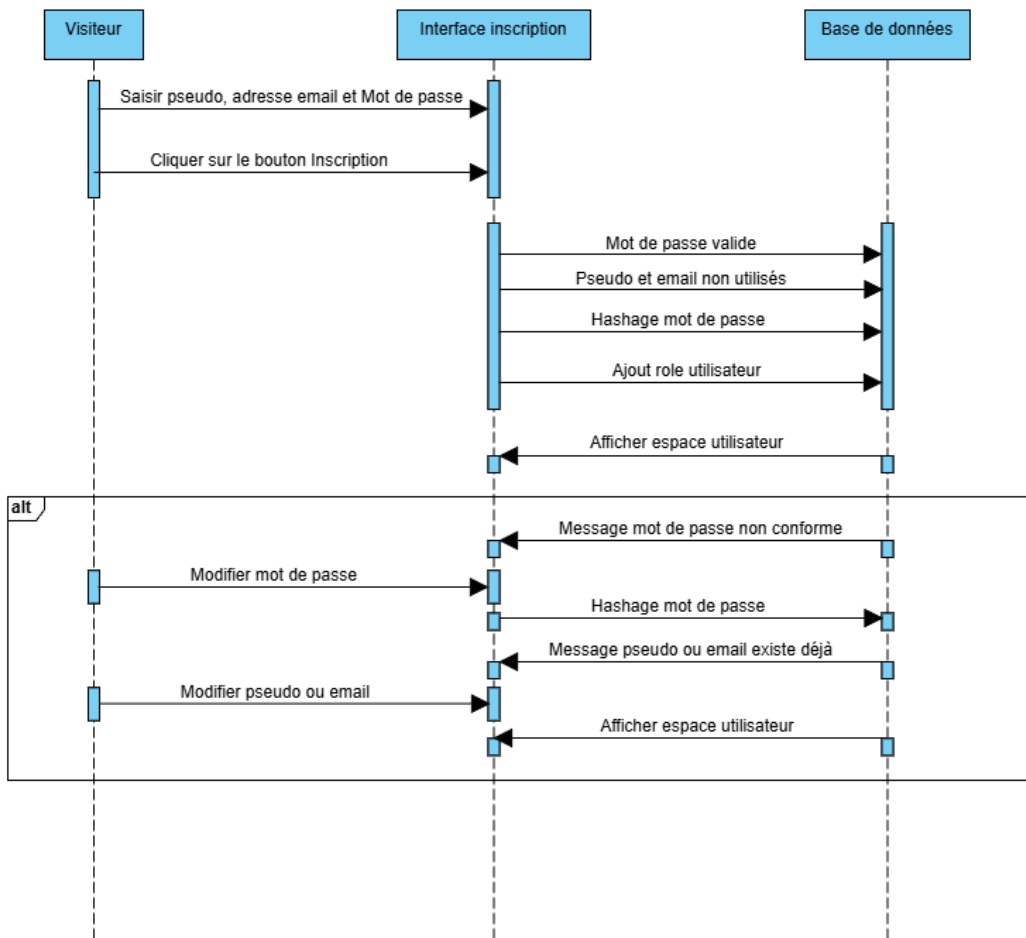 Visiteur
Interface inscription
Base de données
Saisir pseudo, adresse email et Mot de passe
Cliquer sur le bouton Inscription
Mot de passe valide
Pseudo et email non utilisés
Hashage mot de passe
Ajout role utilisateur
Afficher espace utilisateur
alt
Message mot de passe non conforme
Modifier mot de passe
Hashage mot de passe
Message pseudo ou email existe déjà
Modifier pseudo ou email
Afficher espace utilisateur